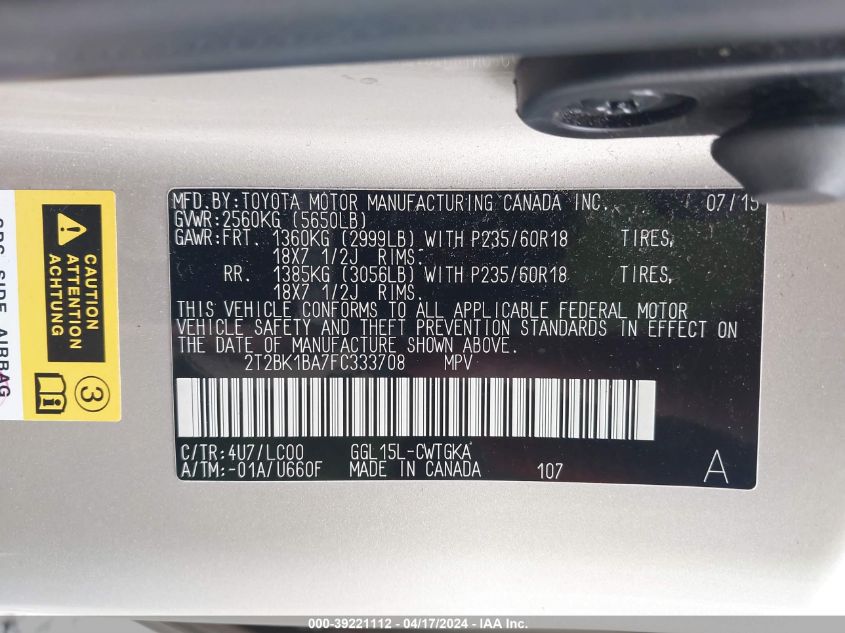 MFD.BY:TOYOTA MOTOR MANUFACTURING CANADA INC. 07/15
GVWR:2560KG (5650LB)
GAWR:FRT. 1360KG (2999LB) WITH P235/60R18 TIRES,
18X7 1/2J RIMS.
RR. 1385KG (3056LB) WITH P235/60R18 TIRES,
18X7 1/2J RIMS.
THIS VEHICLE CONFORMS TO ALL APPLICABLE FEDERAL MOTOR
VEHICLE SAFETY AND THEFT PREVENTION STANDARDS IN EFFECT ON
THE DATE OF MANUFACTURE SHOWN ABOVE.
2T2BK1BA7FC333708 MPV
C/TR:4U7/LC00 GGL15L-CWTGKA
A/TM:-01A/U660F MADE IN CANADA 107 A
CAUTION
ATTENTION
3
SRS SIDE AIRBAG
000-39221112 - 04/17/2024 - IAA Inc.